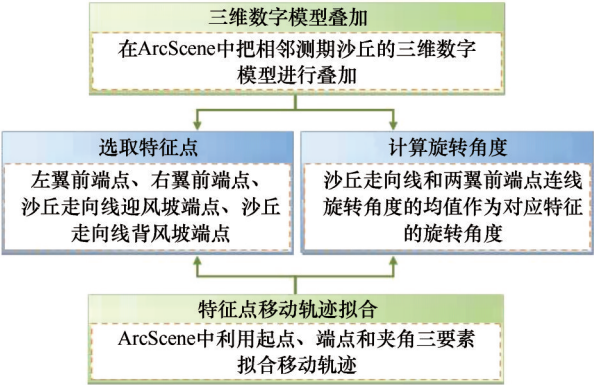 三维数字模型叠加
在ArcScene中把相邻测期沙丘的三维数字
模型进行叠加
选取特征点
左翼前端点、右翼前端点、
沙丘走向线迎风坡端点、沙丘
走向线背风坡端点
计算旋转角度
沙丘走向线和两翼前端点连线
旋转角度的均值作为对应特征
的旋转角度
特征点移动轨迹拟合
ArcScene中利用起点、端点和夹角三要素
拟合移动轨迹